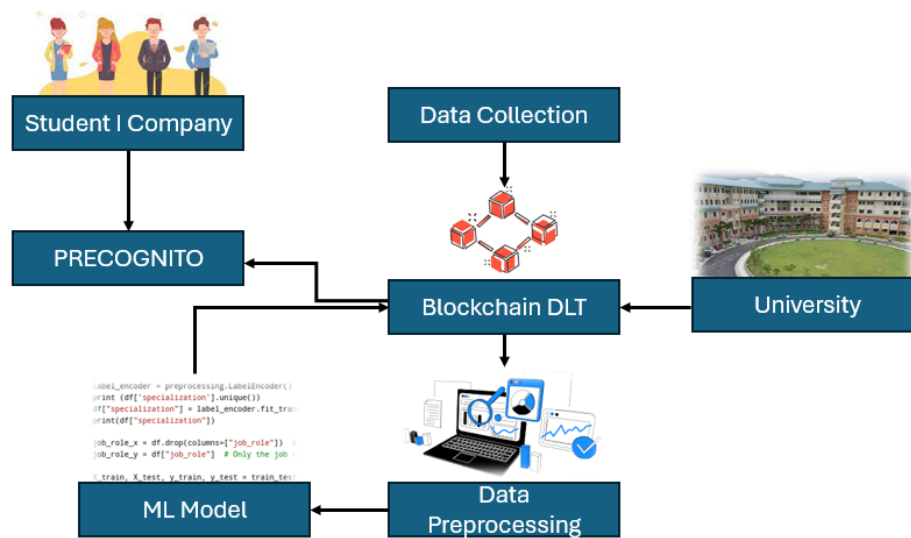 Student | Company
Data Collection
PRECOGNITO
Blockchain DLT
University
label_encoder = preprocessing.LabelEncoder()
print (df['specialization'].unique())
df["specialization"] = label_encoder.fit_tran
print(df["specialization"])
job_role_x = df.drop(columns=["job_role"])
job_role_y = df["job_role"] # Only the job
X_train, X_test, y_train, y_test = train_test
ML Model
Data
Preprocessing